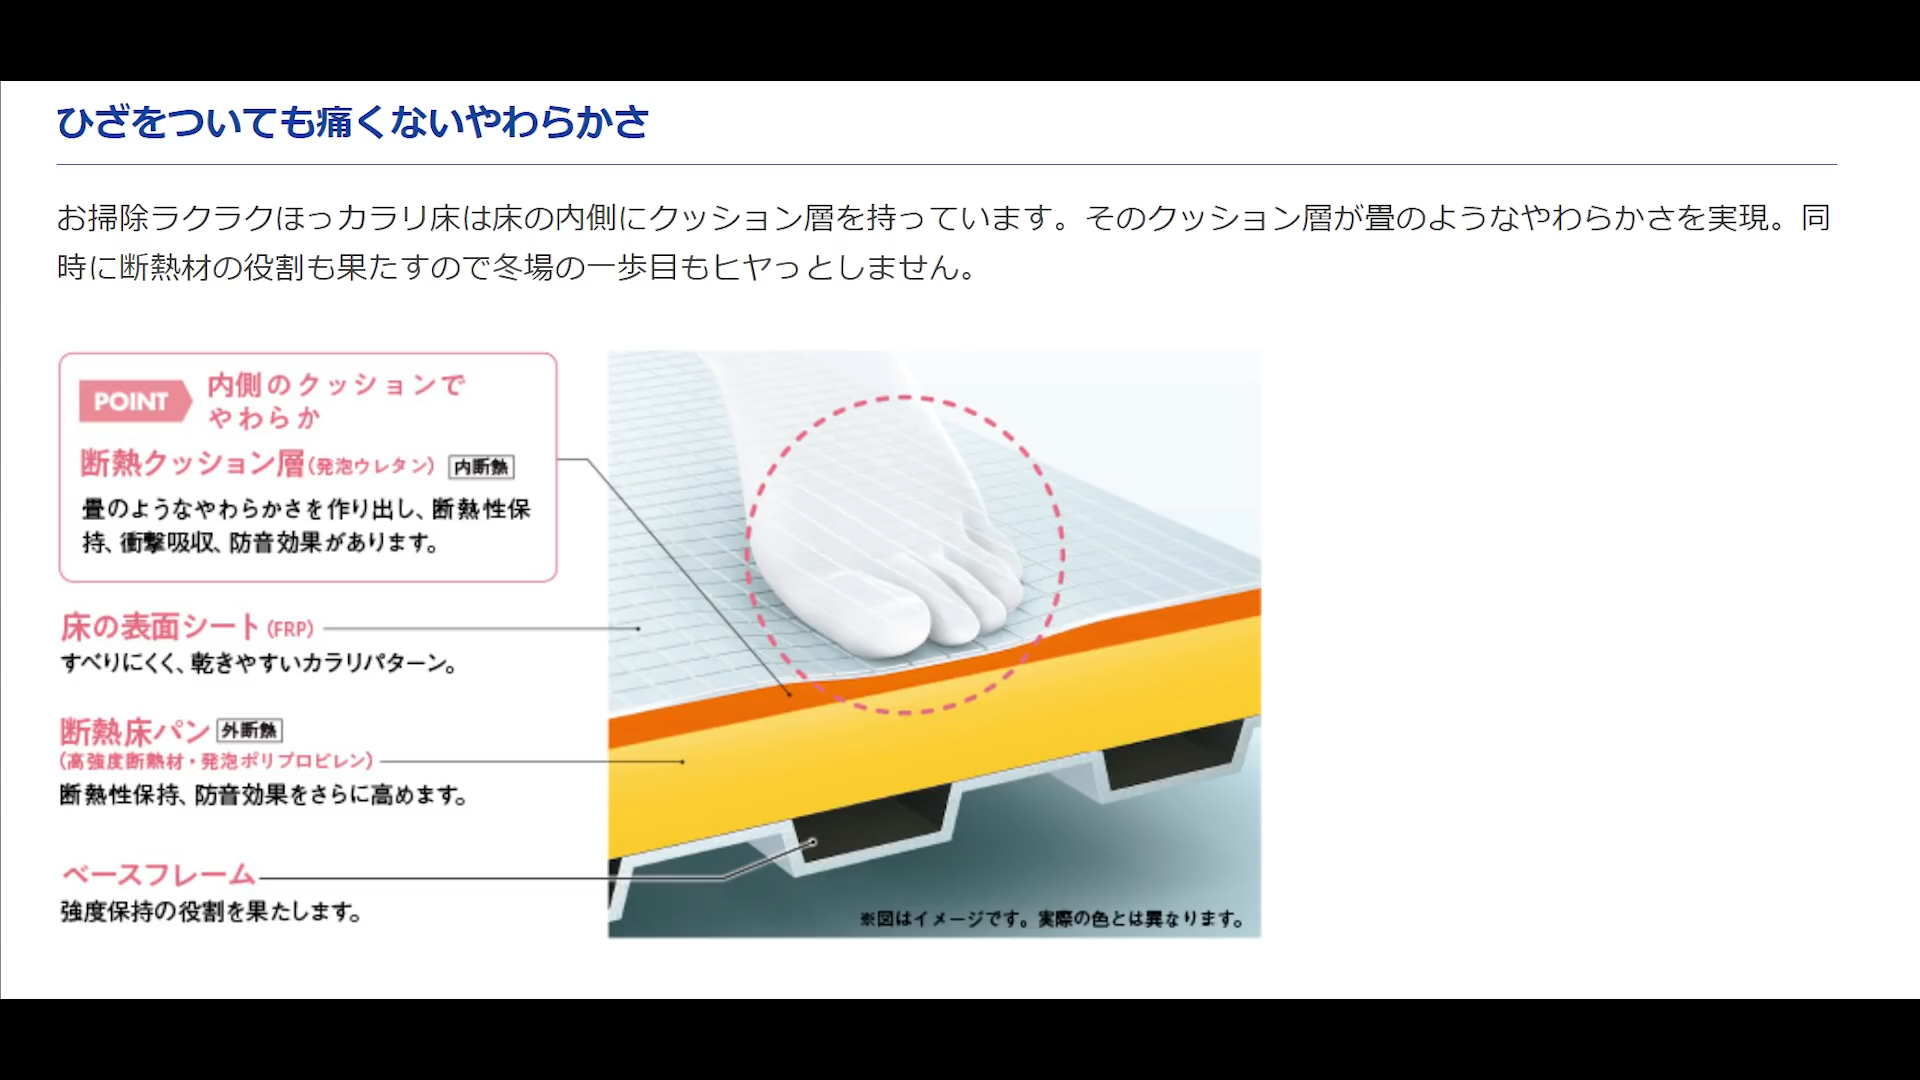 ひざをついても痛くないやわらかさ
お掃除ラクラクほっカラリ床は床の内側にクッション層を持っています。そのクッション層が畳のようなやわらかさを実現。同
時に断熱材の役割も果たすので冬場の一歩目もヒヤっとしません。
POINT
内側のクッションで
やわらか
断熱クッション層(発泡ウレタン) 内断熱
畳のようなやわらかさを作り出し、断熱性保
持、衝撃吸収、防音効果があります。
床の表面シート(FRP)
すべりにくく、乾きやすいカラリパターン。
断熱床パン 外断熱
(高強度断熱材・発泡ポリプロピレン)
断熱性保持、防音効果をさらに高めます。
ベースフレーム
強度保持の役割を果たします。
※図はイメージです。実際の色とは異なります。